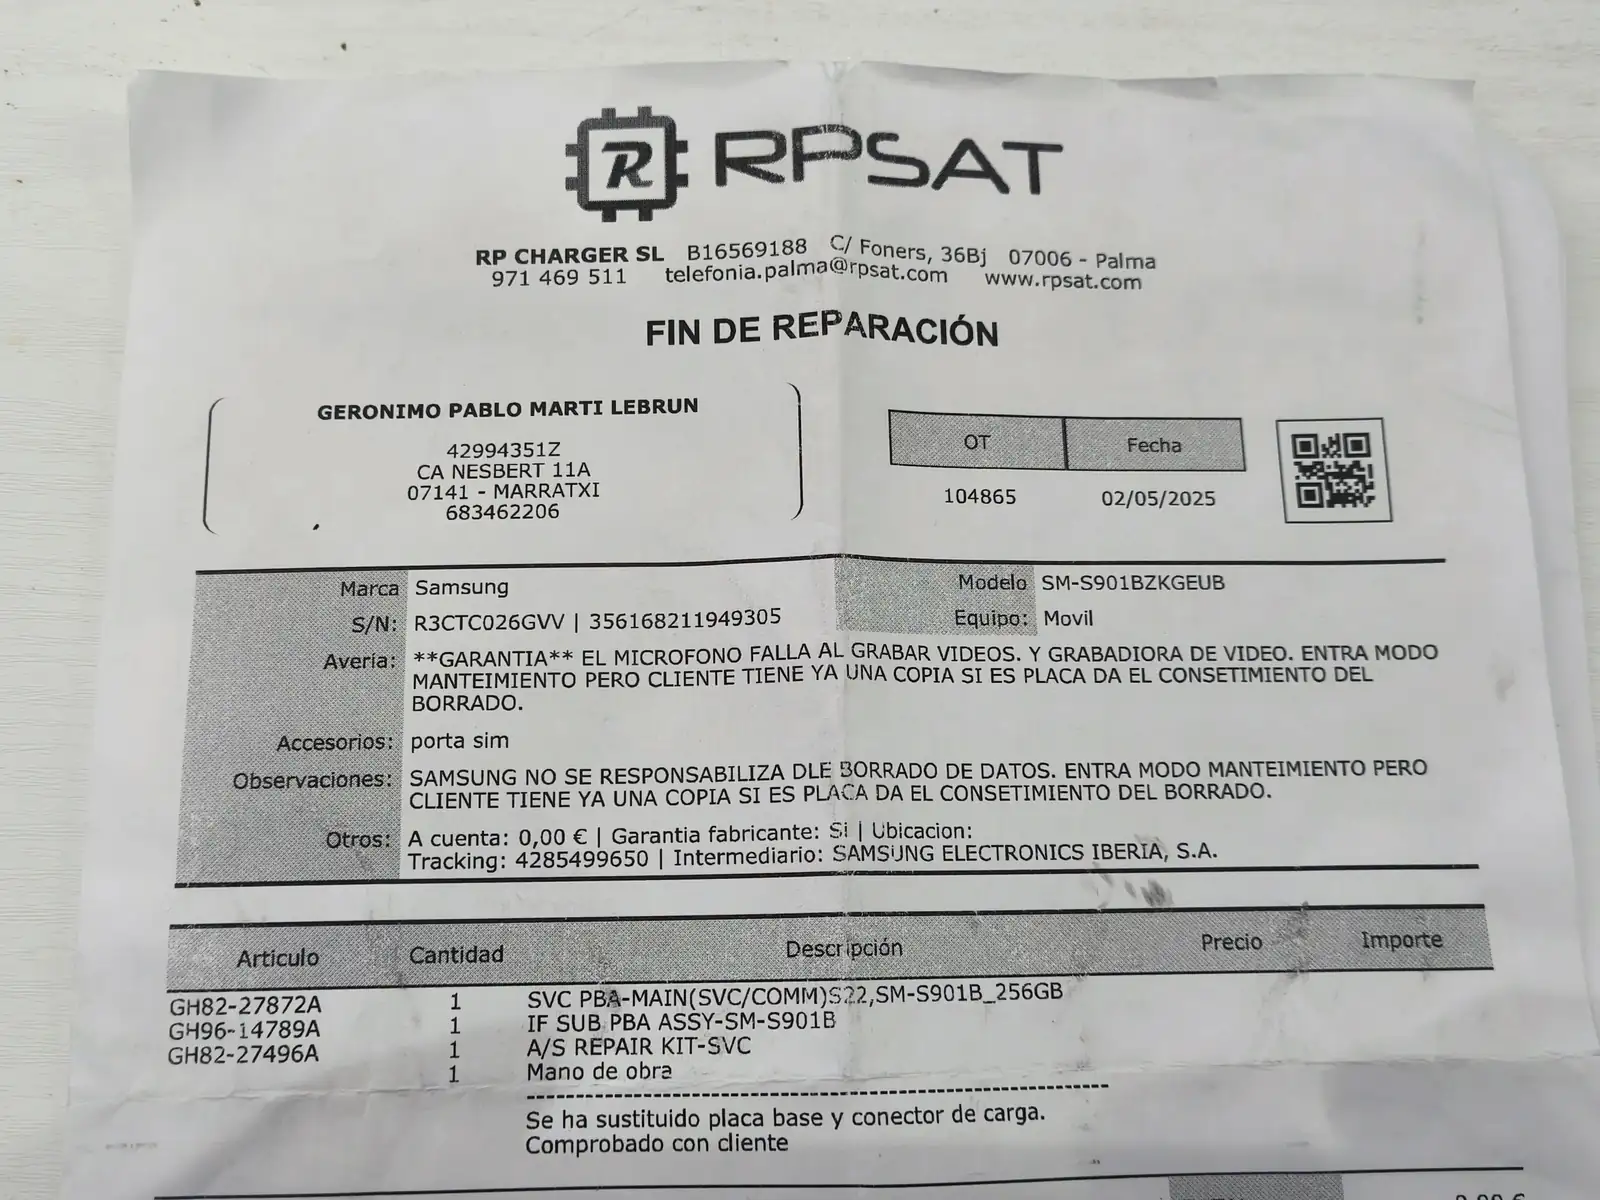 R RPSAT
RP CHARGER SL B16569188 C/ Foners, 36Bj 07006 - Palma
971 469 511 telefonia.palma@rpsat.com www.rpsat.com
FIN DE REPARACIÓN
GERONIMO PABLO MARTI LEBRUN
42994351Z
CA NESBERT 11A
07141 - MARRATXI
683462206
OT Fecha
104865 02/05/2025
Marca Samsung Modelo SM-S901BZKGEUB
S/N: R3CTC026GVV | 356168211949305 Equipo: Movil
Avería: **GARANTIA** EL MICROFONO FALLA AL GRABAR VIDEOS. Y GRABADIORA DE VIDEO. ENTRA MODO
MANTEIMIENTO PERO CLIENTE TIENE YA UNA COPIA SI ES PLACA DA EL CONSETIMIENTO DEL
BORRADO.
Accesorios: porta sim
Observaciones: SAMSUNG NO SE RESPONSABILIZA DLE BORRADO DE DATOS. ENTRA MODO MANTEIMIENTO PERO
CLIENTE TIENE YA UNA COPIA SI ES PLACA DA EL CONSETIMIENTO DEL BORRADO.
Otros: A cuenta: 0,00 € | Garantia fabricante: Si | Ubicacion:
Tracking: 4285499650 | Intermediario: SAMSUNG ELECTRONICS IBERIA, S.A.
Articulo Cantidad Descripción Precio Importe
GH82-27872A 1 SVC PBA-MAIN(SVC/COMM)S22,SM-S901B_256GB
GH96-14789A 1 IF SUB PBA ASSY-SM-S901B
GH82-27496A 1 A/S REPAIR KIT-SVC
1 Mano de obra
Se ha sustituido placa base y conector de carga.
Comprobado con cliente